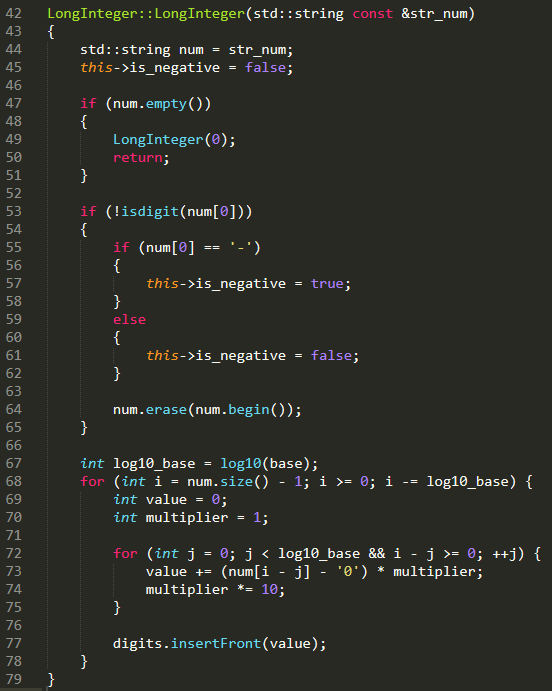 42 LongInteger::LongInteger(std::string const &str_num)
43 {
44     std::string num = str_num;
45     this->is_negative = false;
46
47     if (num.empty())
48     {
49         LongInteger(0);
50         return;
51     }
52
53     if (!isdigit(num[0]))
54     {
55         if (num[0] == '-')
56         {
57             this->is_negative = true;
58         }
59         else
60         {
61             this->is_negative = false;
62         }
63
64         num.erase(num.begin());
65     }
66
67     int log10_base = log10(base);
68     for (int i = num.size() - 1; i >= 0; i -= log10_base) {
69         int value = 0;
70         int multiplier = 1;
71
72         for (int j = 0; j < log10_base && i - j >= 0; ++j) {
73             value += (num[i - j] - '0') * multiplier;
74             multiplier *= 10;
75         }
76
77         digits.insertFront(value);
78     }
79 }